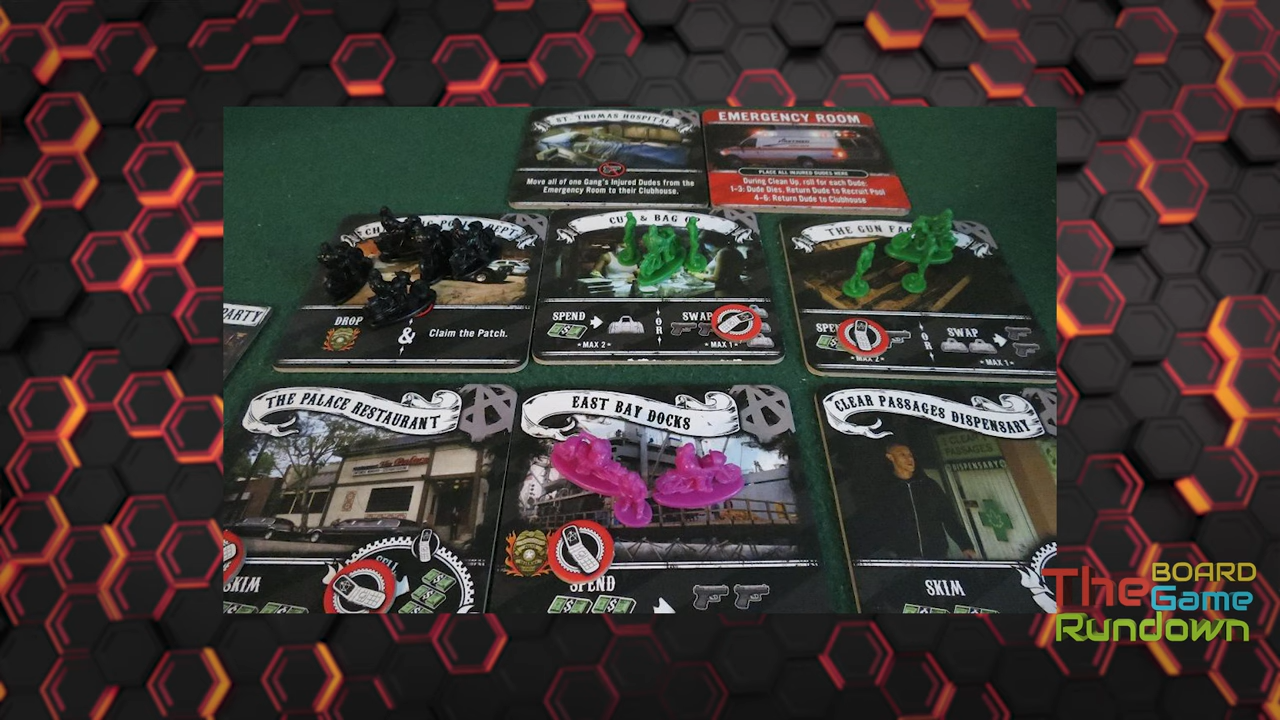 ST. THOMAS HOSPITAL
Move all of one Gang's Injured Dudes from the
Emergency Room to their Clubhouse.
EMERGENCY ROOM
PLACE ALL INJURED DUDES HERE
During Clean Up, roll for each Dude:
1-3: Dude Dies, Return Dude to Recruit Pool
4-6: Return Dude to Clubhouse
DROP
&
Claim the Patch.
& BAG
SPEND
OR
SWAP
MAX 2
MAX 1
THE GUN
OR
SWAP
MAX 2
MAX 1
PARTY
THE PALACE RESTAURANT
SKIM
EAST BAY DOCKS
SPEND
CLEAR PASSAGES DISPENSARY
CLEAR
PASSAGES
DISPENSARY
SKIM
The BOARD
Game
Rundown